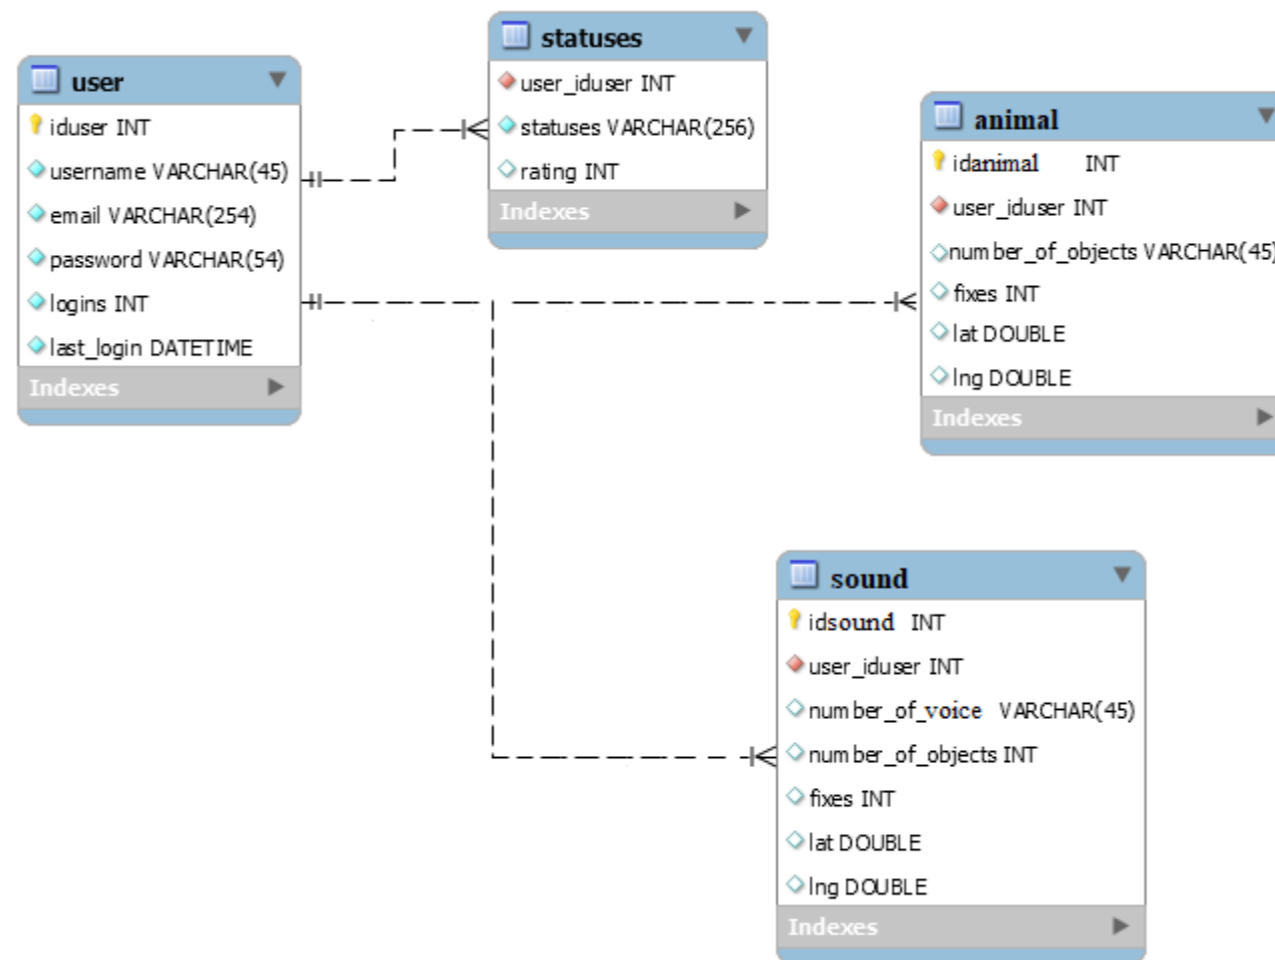 user
iduser INT
username VARCHAR(45)
email VARCHAR(254)
password VARCHAR(54)
logins INT
last_login DATETIME
Indexes
statuses
user_iduser INT
statuses VARCHAR(256)
rating INT
Indexes
animal
idanimal INT
user_iduser INT
number_of_objects VARCHAR(45)
fixes INT
lat DOUBLE
lng DOUBLE
Indexes
sound
idsound INT
user_iduser INT
number_of_voice VARCHAR(45)
number_of_objects INT
fixes INT
lat DOUBLE
lng DOUBLE
Indexes